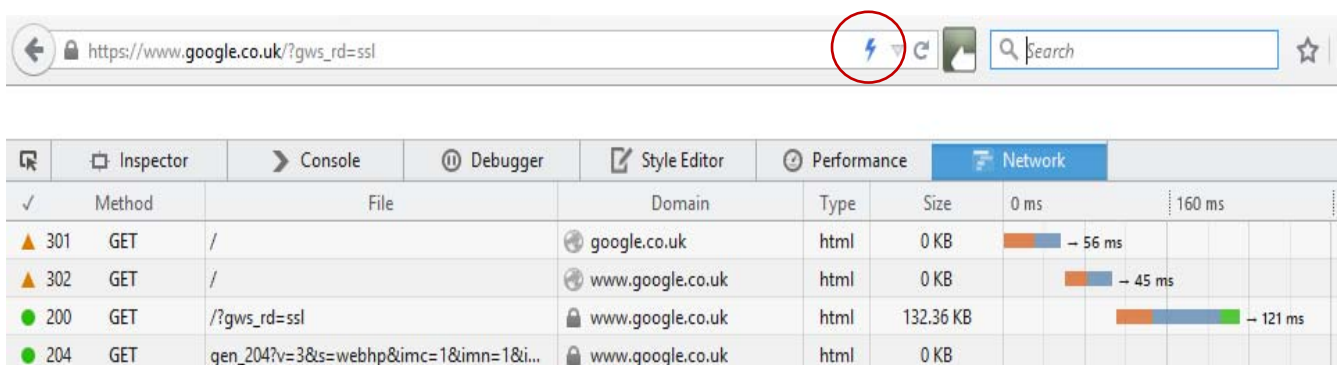 https://www.google.co.uk/?gws_rd=ssl Search
Inspector Console Debugger Style Editor Performance Network
✓ Method File Domain Type Size 0 ms 160 ms
301 GET / google.co.uk html 0 KB → 56 ms
302 GET / www.google.co.uk html 0 KB → 45 ms
200 GET /?gws_rd=ssl www.google.co.uk html 132.36 KB → 121 ms
204 GET gen_204?v=3&s=webhp&imc=1&imn=1&i... www.google.co.uk html 0 KB